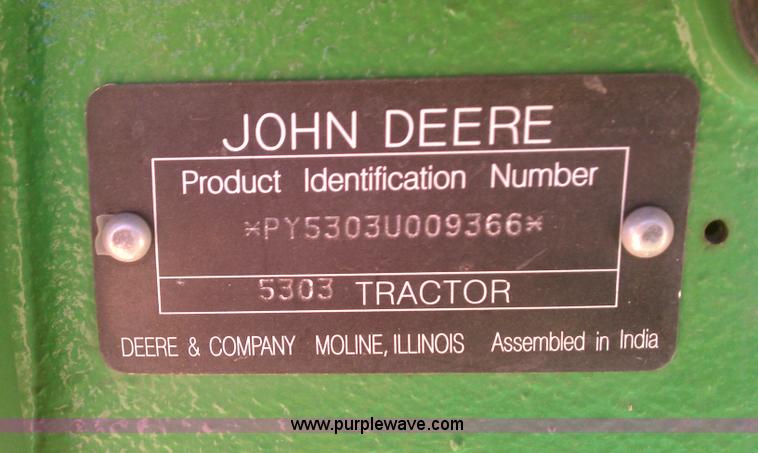 JOHN DEERE
Product Identification Number
*PY5303U009366*
5303 TRACTOR
DEERE & COMPANY MOLINE, ILLINOIS Assembled in India
www.purplewave.com